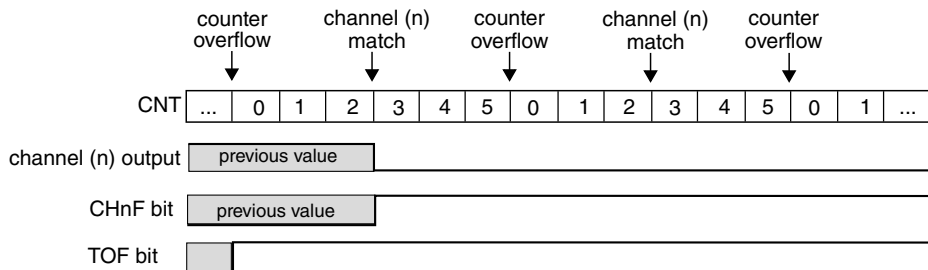 counter overflow
channel (n) match
counter overflow
channel (n) match
counter overflow
CNT ... 0 1 2 3 4 5 0 1 2 3 4 5 0 1 ...
channel (n) output previous value
CHnF bit previous value
TOF bit